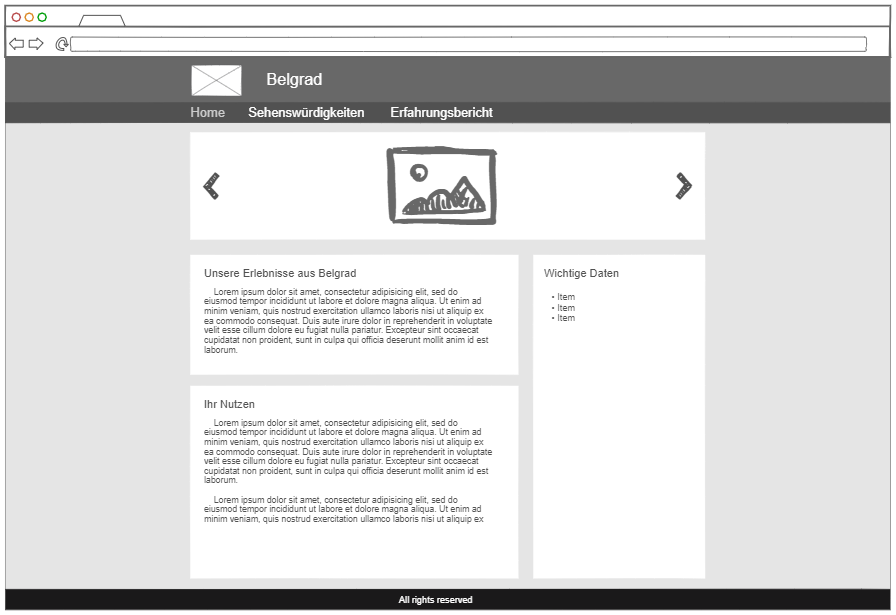 Belgrad
Home Sehenswürdigkeiten Erfahrungsbericht
Unsere Erlebnisse aus Belgrad
Lorem ipsum dolor sit amet, consectetur adipisicing elit, sed do
eiusmod tempor incididunt ut labore et dolore magna aliqua. Ut enim ad
minim veniam, quis nostrud exercitation ullamco laboris nisi ut aliquip ex
ea commodo consequat. Duis aute irure dolor in reprehenderit in voluptate
velit esse cillum dolore eu fugiat nulla pariatur. Excepteur sint occaecat
cupidatat non proident, sunt in culpa qui officia deserunt mollit anim id est
laborum.
Wichtige Daten
• Item
• Item
• Item
Ihr Nutzen
Lorem ipsum dolor sit amet, consectetur adipisicing elit, sed do
eiusmod tempor incididunt ut labore et dolore magna aliqua. Ut enim ad
minim veniam, quis nostrud exercitation ullamco laboris nisi ut aliquip ex
ea commodo consequat. Duis aute irure dolor in reprehenderit in voluptate
velit esse cillum dolore eu fugiat nulla pariatur. Excepteur sint occaecat
cupidatat non proident, sunt in culpa qui officia deserunt mollit anim id est
laborum.
Lorem ipsum dolor sit amet, consectetur adipisicing elit, sed do
eiusmod tempor incididunt ut labore et dolore magna aliqua. Ut enim ad
minim veniam, quis nostrud exercitation ullamco laboris nisi ut aliquip ex
All rights reserved